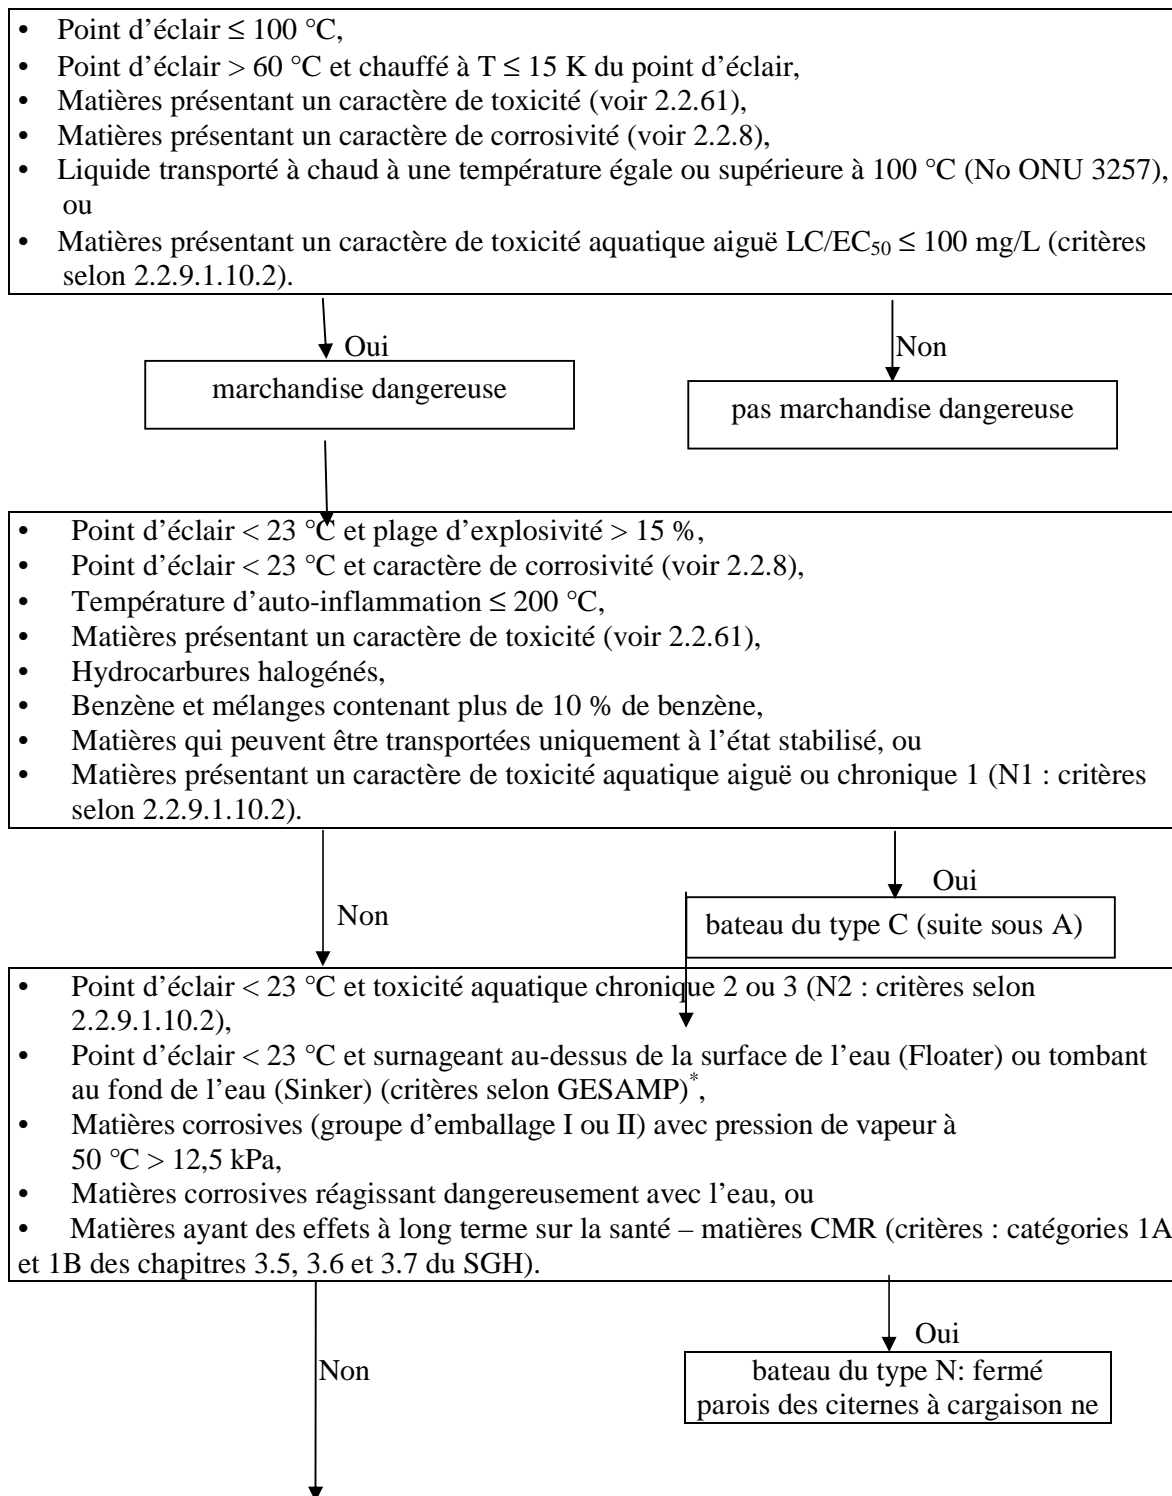 • Point d’éclair ≤ 100 °C,
• Point d’éclair > 60 °C et chauffé à T ≤ 15 K du point d’éclair,
• Matières présentant un caractère de toxicité (voir 2.2.61),
• Matières présentant un caractère de corrosivité (voir 2.2.8),
• Liquide transporté à chaud à une température égale ou supérieure à 100 °C (No ONU 3257),
ou
• Matières présentant un caractère de toxicité aquatique aiguë LC/EC50 ≤ 100 mg/L (critères
selon 2.2.9.1.10.2).
Oui
Non
marchandise dangereuse
pas marchandise dangereuse
• Point d’éclair < 23 °C et plage d’explosivité > 15 %,
• Point d’éclair < 23 °C et caractère de corrosivité (voir 2.2.8),
• Température d’auto-inflammation ≤ 200 °C,
• Matières présentant un caractère de toxicité (voir 2.2.61),
• Hydrocarbures halogénés,
• Benzène et mélanges contenant plus de 10 % de benzène,
• Matières qui peuvent être transportées uniquement à l’état stabilisé, ou
• Matières présentant un caractère de toxicité aquatique aiguë ou chronique 1 (N1 : critères
selon 2.2.9.1.10.2).
Oui
Non
bateau du type C (suite sous A)
• Point d’éclair < 23 °C et toxicité aquatique chronique 2 ou 3 (N2 : critères selon
2.2.9.1.10.2),
• Point d’éclair < 23 °C et surnageant au-dessus de la surface de l’eau (Floater) ou tombant
au fond de l’eau (Sinker) (critères selon GESAMP)*,
• Matières corrosives (groupe d’emballage I ou II) avec pression de vapeur à
50 °C > 12,5 kPa,
• Matières corrosives réagissant dangereusement avec l’eau, ou
• Matières ayant des effets à long terme sur la santé – matières CMR (critères : catégories 1A
et 1B des chapitres 3.5, 3.6 et 3.7 du SGH).
Oui
Non
bateau du type N: fermé
parois des citernes à cargaison ne